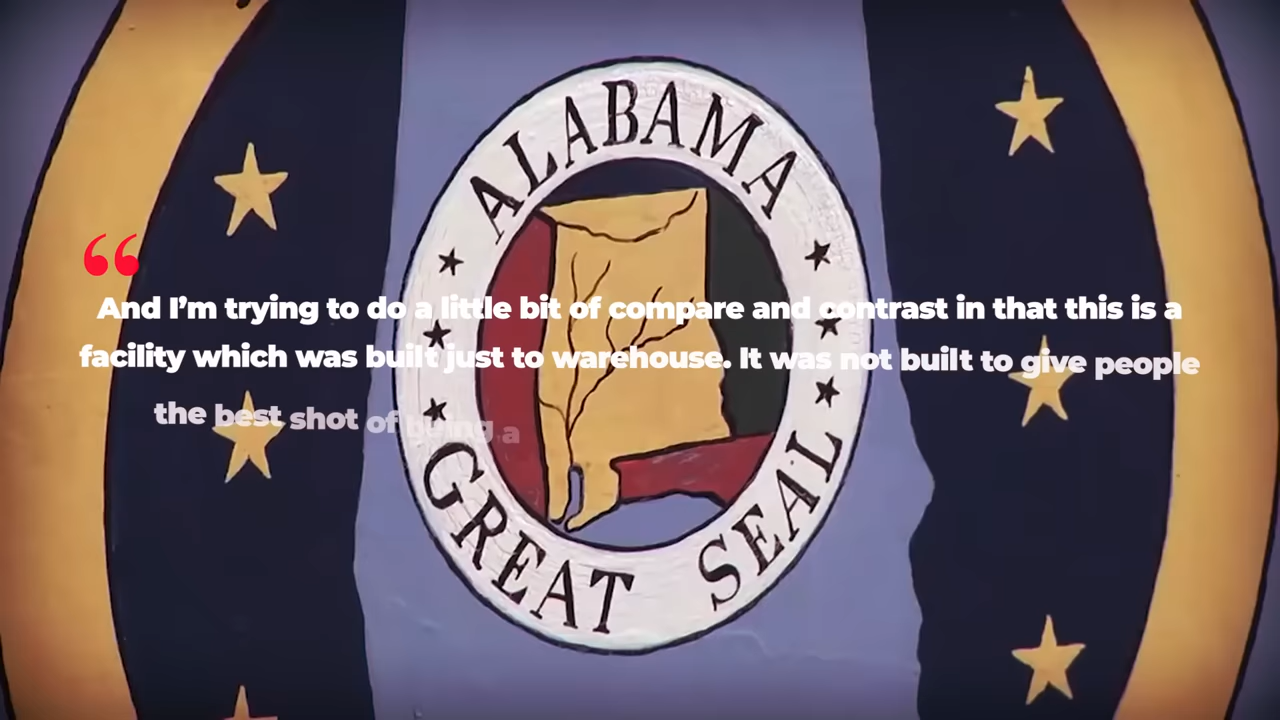 ALABAMA
“
And I’m trying to do a little bit of compare and contrast in that this is a
facility which was built just to warehouse. It was not built to give people
the best shot of being a
GREAT SEAL